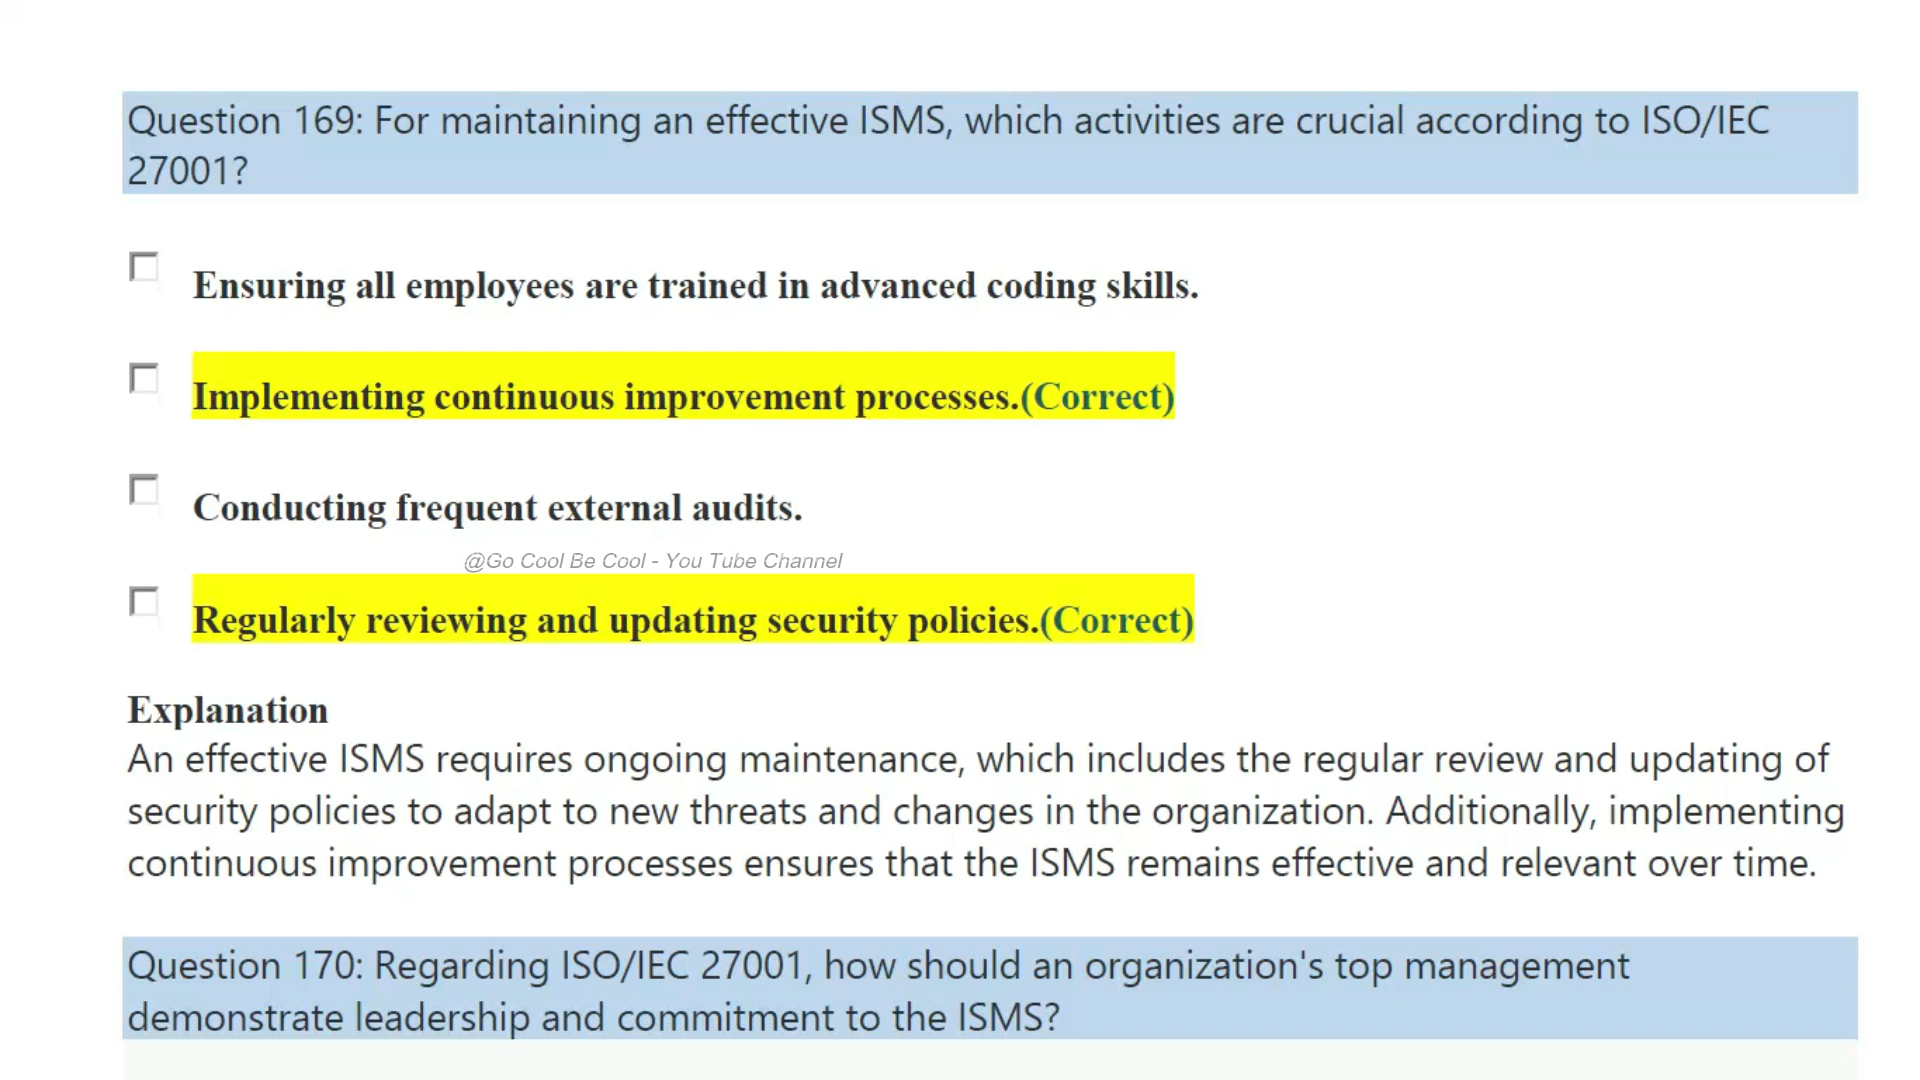 Question 169: For maintaining an effective ISMS, which activities are crucial according to ISO/IEC
27001?
Ensuring all employees are trained in advanced coding skills.
Implementing continuous improvement processes.(Correct)
Conducting frequent external audits.
@Go Cool Be Cool - You Tube Channel
Regularly reviewing and updating security policies.(Correct)
Explanation
An effective ISMS requires ongoing maintenance, which includes the regular review and updating of
security policies to adapt to new threats and changes in the organization. Additionally, implementing
continuous improvement processes ensures that the ISMS remains effective and relevant over time.
Question 170: Regarding ISO/IEC 27001, how should an organization's top management
demonstrate leadership and commitment to the ISMS?